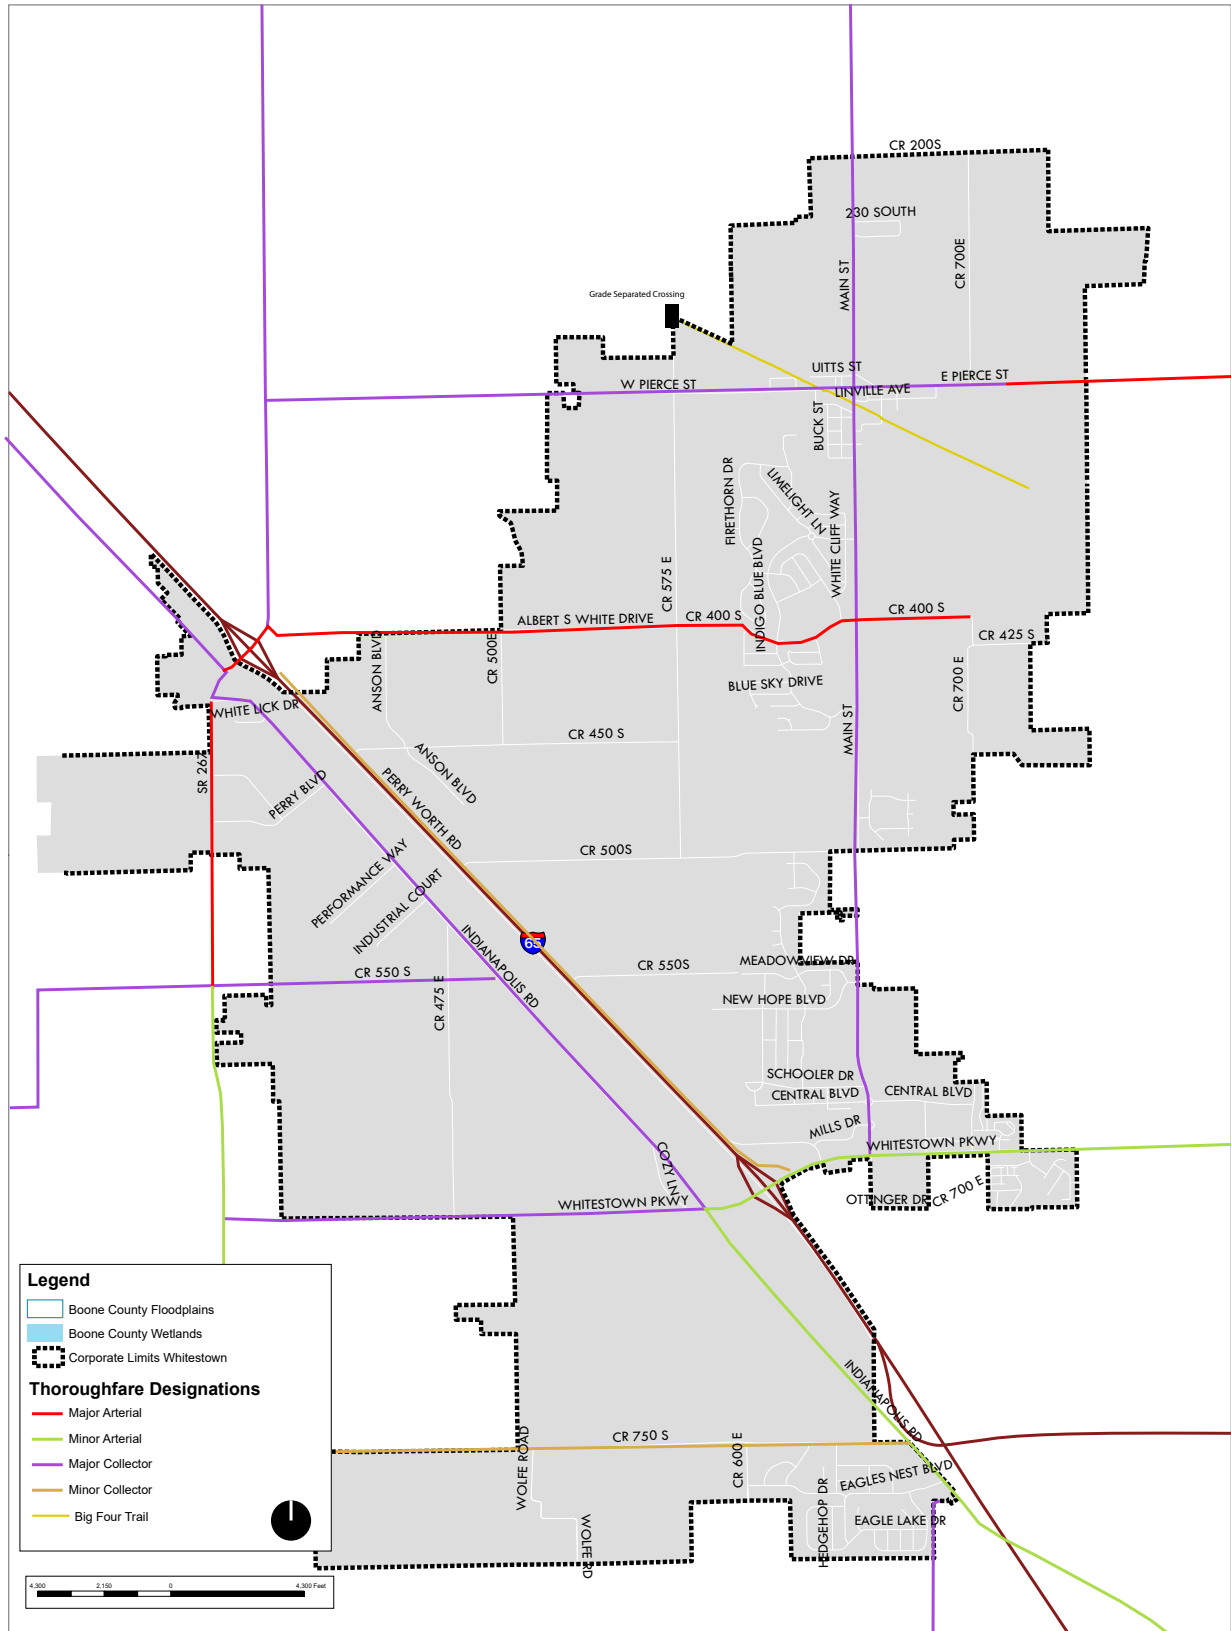 CR 200S
230 SOUTH
CR 700E
MAIN ST
Grade Separated Crossing
UITTS ST
E PIERCE ST
W PIERCE ST
LINVILLE AVE
BUCK ST
FIRETHORN DR
LIMELIGHT LN
WHITE CLIFF WAY
INDIGO BLUE BLVD
CR 575 E
ALBERT S WHITE DRIVE
CR 400 S
CR 400 S
CR 425 S
ANSON BLVD
CR 500E
CR 700 E
BLUE SKY DRIVE
WHITE LICK DR
MAIN ST
CR 450 S
SR 267
ANSON BLVD
PERRY BLVD
PERRY WORTH RD
CR 500S
PERFORMANCE WAY
INDUSTRIAL COURT
65
INDIANAPOLIS RD
MEADOWVIEW DR
CR 550 S
CR 550S
CR 475 E
NEW HOPE BLVD
SCHOOLER DR
CENTRAL BLVD
CENTRAL BLVD
MILLS DR
WHITESTOWN PKWY
COZY LN
WHITESTOWN PKWY
OTTINGER DR
CR 700 E
Legend
Boone County Floodplains
Boone County Wetlands
Corporate Limits Whitestown
Thoroughfare Designations
Major Arterial
Minor Arterial
Major Collector
Minor Collector
Big Four Trail
INDIANAPOLIS RD
CR 750 S
WOLFE ROAD
CR 600 E
EAGLES NEST BLVD
HEDGEHOP DR
EAGLE LAKE DR
WOLFE RD
4,300 2,150 0 4,300 Feet